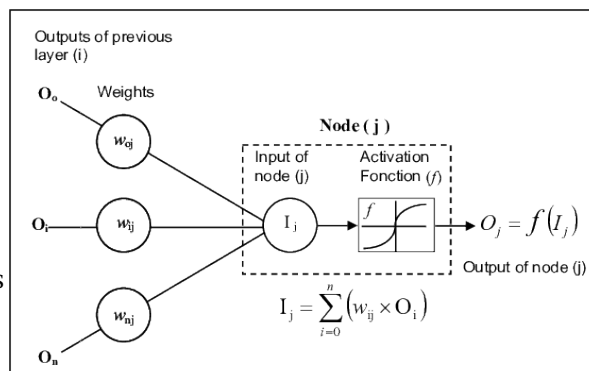 Outputs of previous
layer (i)
Oo
Weights
woj
Node ( j )
Input of
node (j)
Activation
Fonction (f)
Oi
wij
Ij
f
Oj = f(Ij)
Output of node (j)
s
wnj
Ij = ∑ⁿᵢ₌₀ (wij × Oi)
On